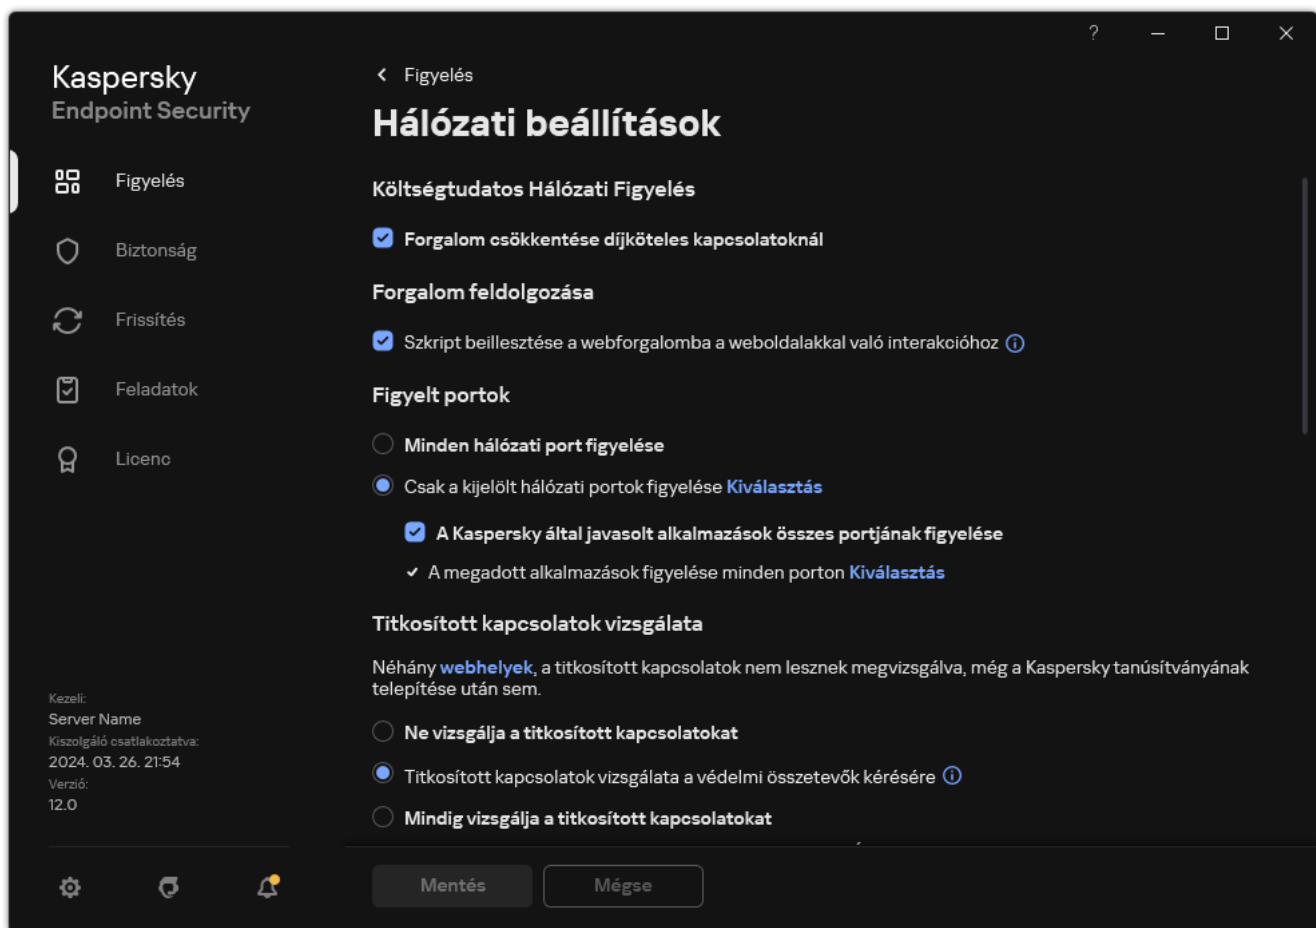 ?
Kaspersky
Endpoint Security
Figyelés
Biztonság
Frissítés
Feladatok
Licenc
Kezeli:
Server Name
Kiszolgáló csatlakoztatva:
2024. 03. 26. 21:54
Verzió:
12.0
Figyelés
Hálózati beállítások
Költségtudatos Hálózati Figyelés
Forgalom csökkentése díjköteles kapcsolatoknál
Forgalom feldolgozása
Szkript beillesztése a webforgalomba a weboldalakkal való interakcióhoz
Figyelt portok
Minden hálózati port figyelése
Csak a kijelölt hálózati portok figyelése Kiválasztás
A Kaspersky által javasolt alkalmazások összes portjának figyelése
A megadott alkalmazások figyelése minden porton Kiválasztás
Titkosított kapcsolatok vizsgálata
Néhány webhelyek, a titkosított kapcsolatok nem lesznek megvizsgálva, még a Kaspersky tanúsítványának
telepítése után sem.
Ne vizsgálja a titkosított kapcsolatokat
Titkosított kapcsolatok vizsgálata a védelmi összetevők kérésére
Mindig vizsgálja a titkosított kapcsolatokat
Mentés
Mégse